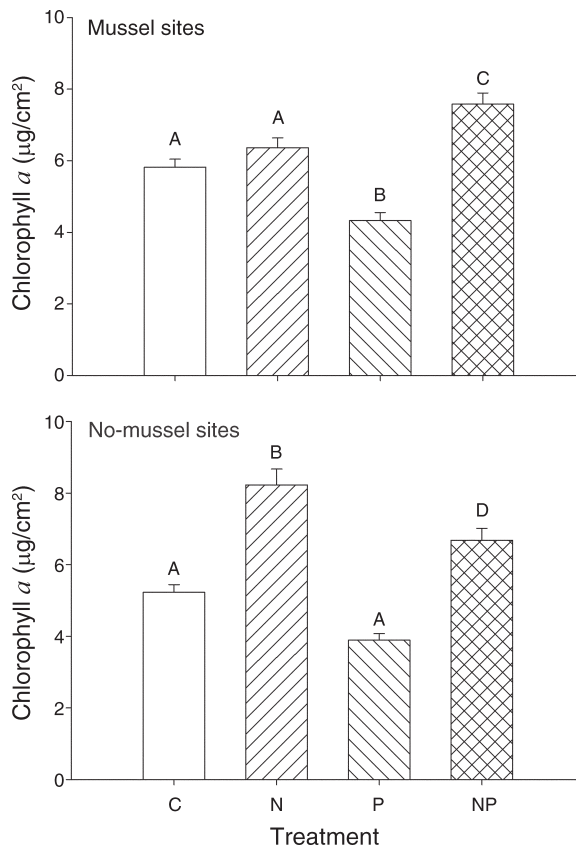 Mussel sites
Chlorophyll a (μg/cm²)
10
8
6
4
2
0
A
A
B
C
No-mussel sites
Chlorophyll a (μg/cm²)
10
8
6
4
2
0
A
B
A
D
C N P NP
Treatment